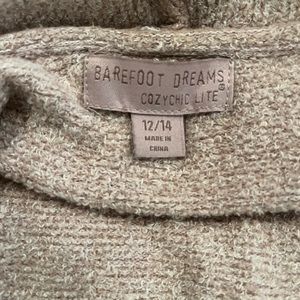 BAREFOOT DREAMS
COZYCHIC LITE®
12/14
MADE IN
CHINA